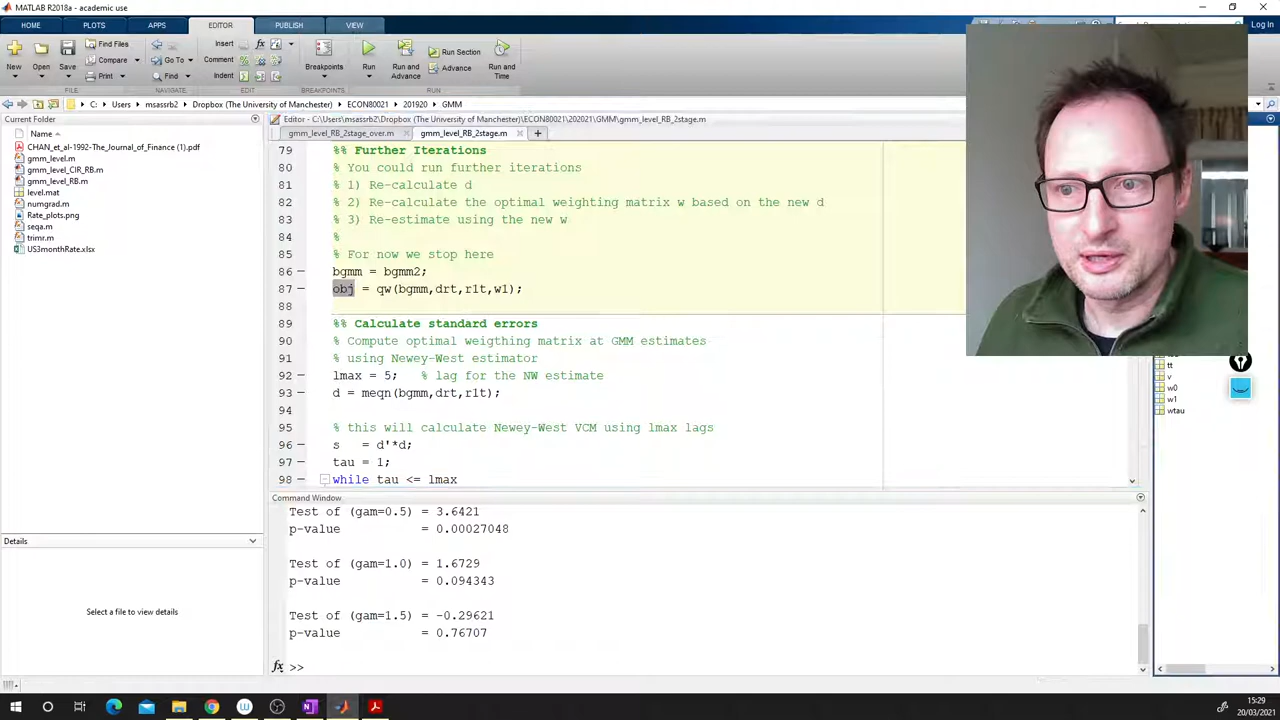 MATLAB R2018a - academic use
HOME PLOTS APPS EDITOR PUBLISH VIEW
Log In
New Open Save
Find Files
Compare
Print
Go To
Find
Insert
Comment
Indent
Breakpoints
Run
Run and Advance
Run Section
Advance
Run and Time
FILE NAVIGATE EDIT BREAKPOINTS RUN
C: Users msassrb2 Dropbox (The University of Manchester) ECON80021 201920 GMM
Current Folder
Name
CHAN_et_al-1992-The_Journal_of_Finance (1).pdf
gmm_level.m
gmm_level_CIR_RB.m
gmm_level_RB.m
level.mat
numgrad.m
Rate_plots.png
seqa.m
trimr.m
US3monthRate.xlsx
Details
Select a file to view details
Editor - C:\Users\msassrb2\Dropbox (The University of Manchester)\ECON80021\202021\GMM\gmm_level_RB_2stage.m
gmm_level_RB_2stage_over.m gmm_level_RB_2stage.m
79 %% Further Iterations
80 % You could run further iterations
81 % 1) Re-calculate d
82 % 2) Re-calculate the optimal weighting matrix w based on the new d
83 % 3) Re-estimate using the new w
84 %
85 % For now we stop here
86 bgmm = bgmm2;
87 obj = qw(bgmm,drt,r1t,w1);
88
89 %% Calculate standard errors
90 % Compute optimal weigthing matrix at GMM estimates
91 % using Newey-West estimator
92 lmax = 5; % lag for the NW estimate
93 d = meqn(bgmm,drt,r1t);
94
95 % this will calculate Newey-West VCM using lmax lags
96 s = d'*d;
97 tau = 1;
98 while tau <= lmax
Command Window
Test of (gam=0.5) = 3.6421
p-value = 0.00027048
Test of (gam=1.0) = 1.6729
p-value = 0.094343
Test of (gam=1.5) = -0.29621
p-value = 0.76707
fx >>
tt
v
w0
w1
wtau
15:29
20/03/2021